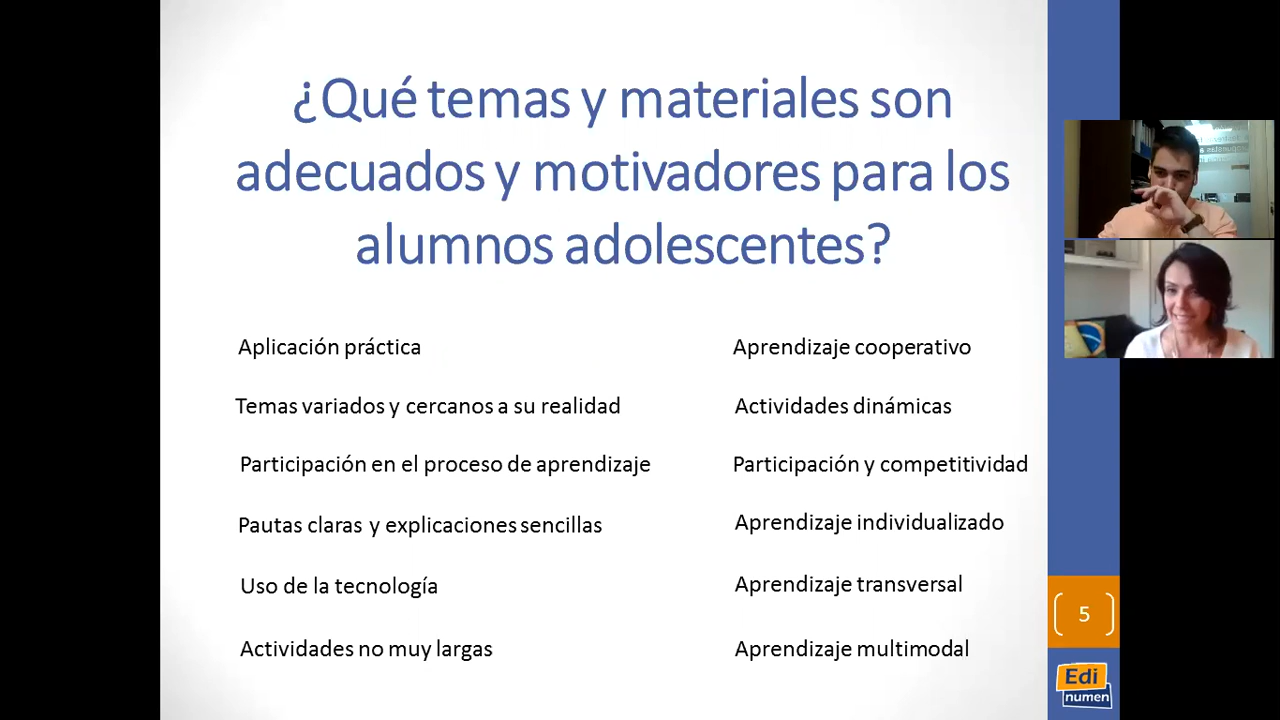 ¿Qué temas y materiales son
adecuados y motivadores para los
alumnos adolescentes?
Aplicación práctica
Temas variados y cercanos a su realidad
Participación en el proceso de aprendizaje
Pautas claras y explicaciones sencillas
Uso de la tecnología
Actividades no muy largas
Aprendizaje cooperativo
Actividades dinámicas
Participación y competitividad
Aprendizaje individualizado
Aprendizaje transversal
Aprendizaje multimodal
5
Edi
numen